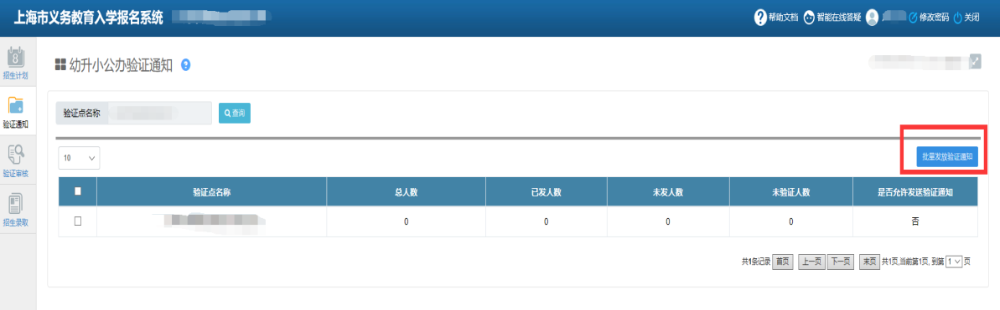 上海市义务教育入学报名系统
帮助文档 智能在线答疑 修改密码 关闭
8
招生计划
幼升小公办验证通知 ?
验证通知
验证点名称 查询
10 批量发放验证通知
验证审核
验证点名称 总人数 已发人数 未发人数 未验证人数 是否允许发送验证通知
0 0 0 0 否
招生录取
共1条记录 首页 上一页 下一页 末页 共1页,当前第1页, 到第 1 页